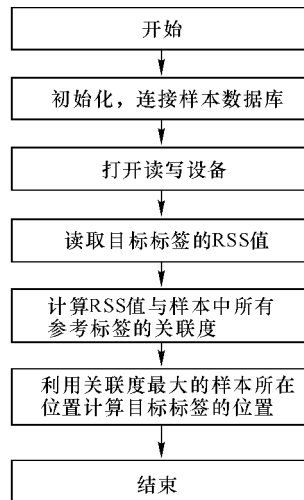 开始
初始化，连接样本数据库
打开读写设备
读取目标标签的RSS值
计算RSS值与样本中所有
参考标签的关联度
利用关联度最大的样本所在
位置计算目标标签的位置
结束